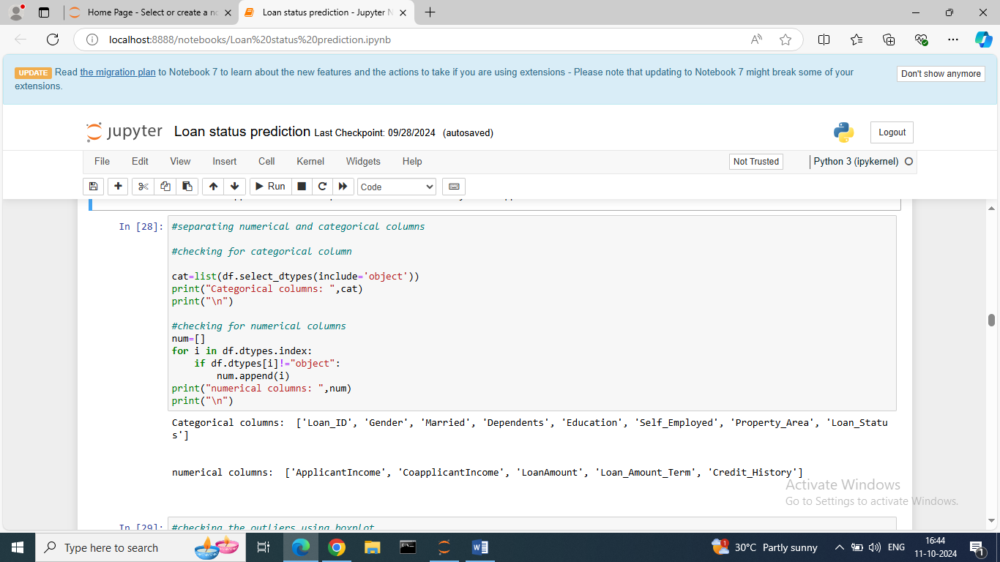 Home Page - Select or create a no
Loan status prediction - Jupyter N
localhost:8888/notebooks/Loan%20status%20prediction.ipynb
UPDATE Read the migration plan to Notebook 7 to learn about the new features and the actions to take if you are using extensions - Please note that updating to Notebook 7 might break some of your
extensions.
Don't show anymore
jupyter Loan status prediction Last Checkpoint: 09/28/2024 (autosaved)
Logout
File Edit View Insert Cell Kernel Widgets Help
Not Trusted Python 3 (ipykernel)
Run Code
In [28]: #separating numerical and categorical columns
#checking for categorical column
cat=list(df.select_dtypes(include='object'))
print("Categorical columns: ",cat)
print("\n")
#checking for numerical columns
num=[]
for i in df.dtypes.index:
    if df.dtypes[i]!="object":
        num.append(i)
print("numerical columns: ",num)
print("\n")
Categorical columns:  ['Loan_ID', 'Gender', 'Married', 'Dependents', 'Education', 'Self_Employed', 'Property_Area', 'Loan_Statu
s']
numerical columns:  ['ApplicantIncome', 'CoapplicantIncome', 'LoanAmount', 'Loan_Amount_Term', 'Credit_History']
Activate Windows
Go to Settings to activate Windows.
In [29]: #checking the outliers using boxplot
Type here to search
1
30°C Partly sunny
ENG
16:44
11-10-2024
1